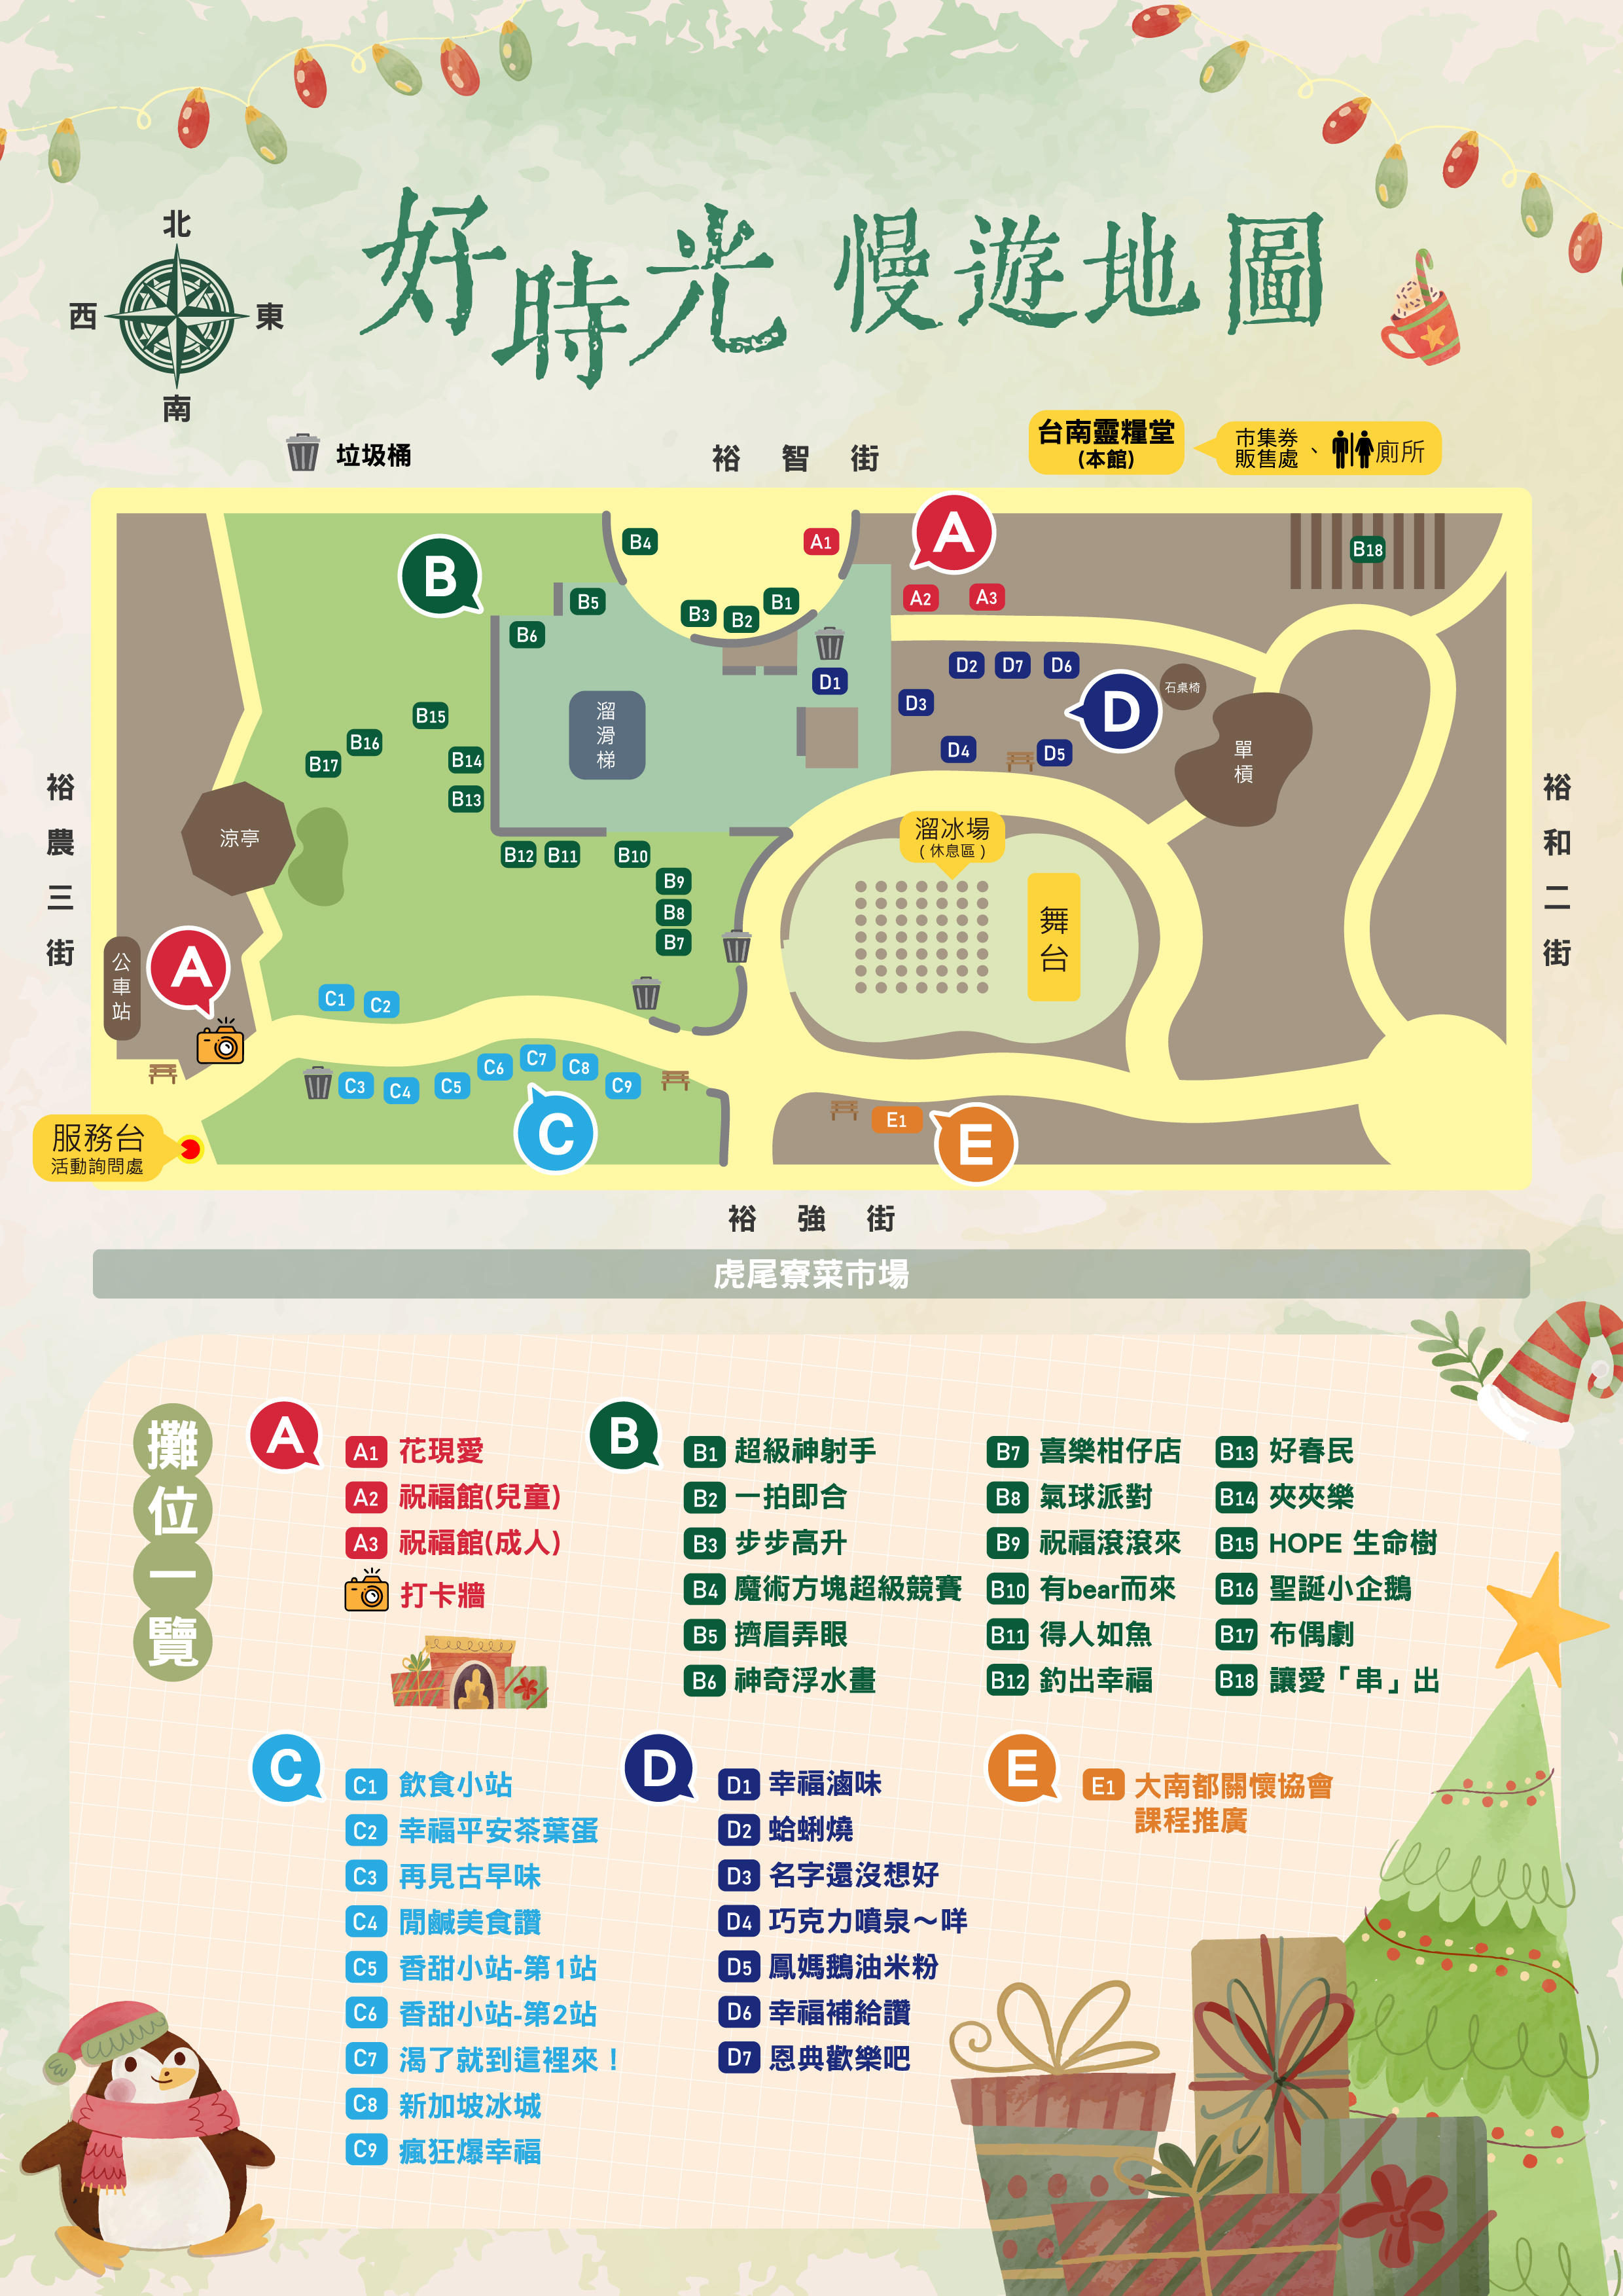 好時光 慢遊地圖
北
西 東
南
垃圾桶
裕智街
台南靈糧堂
(本館)
市集券
販售處
、
廁所
A
B
B4
A1
B18
B5
B3
B2
B1
A2
A3
B6
D1
D2
D7
D6
石桌椅
D3
D
溜滑梯
B15
B16
B17
B14
B13
D4
D5
單槓
裕農三街
裕和二街
涼亭
溜冰場
(休息區)
B12
B11
B10
B9
B8
B7
舞台
公車站
A
C1
C2
C3
C4
C5
C6
C7
C8
C9
C
E1
E
服務台
活動詢問處
裕強街
虎尾寮菜市場
攤位一覽
A
A1 花現愛
A2 祝福館(兒童)
A3 祝福館(成人)
打卡牆
B
B1 超級神射手
B2 一拍即合
B3 步步高升
B4 魔術方塊超級競賽
B5 擠眉弄眼
B6 神奇浮水畫
B7 喜樂柑仔店
B8 氣球派對
B9 祝福滾滾來
B10 有bear而來
B11 得人如魚
B12 釣出幸福
B13 好春民
B14 夾夾樂
B15 HOPE 生命樹
B16 聖誕小企鵝
B17 布偶劇
B18 讓愛「串」出
C
C1 飲食小站
C2 幸福平安茶葉蛋
C3 再見古早味
C4 閒鹹美食讚
C5 香甜小站-第1站
C6 香甜小站-第2站
C7 渴了就到這裡來！
C8 新加坡冰城
C9 瘋狂爆幸福
D
D1 幸福滷味
D2 蛤蜊燒
D3 名字還沒想好
D4 巧克力噴泉～咩
D5 鳳媽鵝油米粉
D6 幸福補給讚
D7 恩典歡樂吧
E
E1 大南都關懷協會
課程推廣